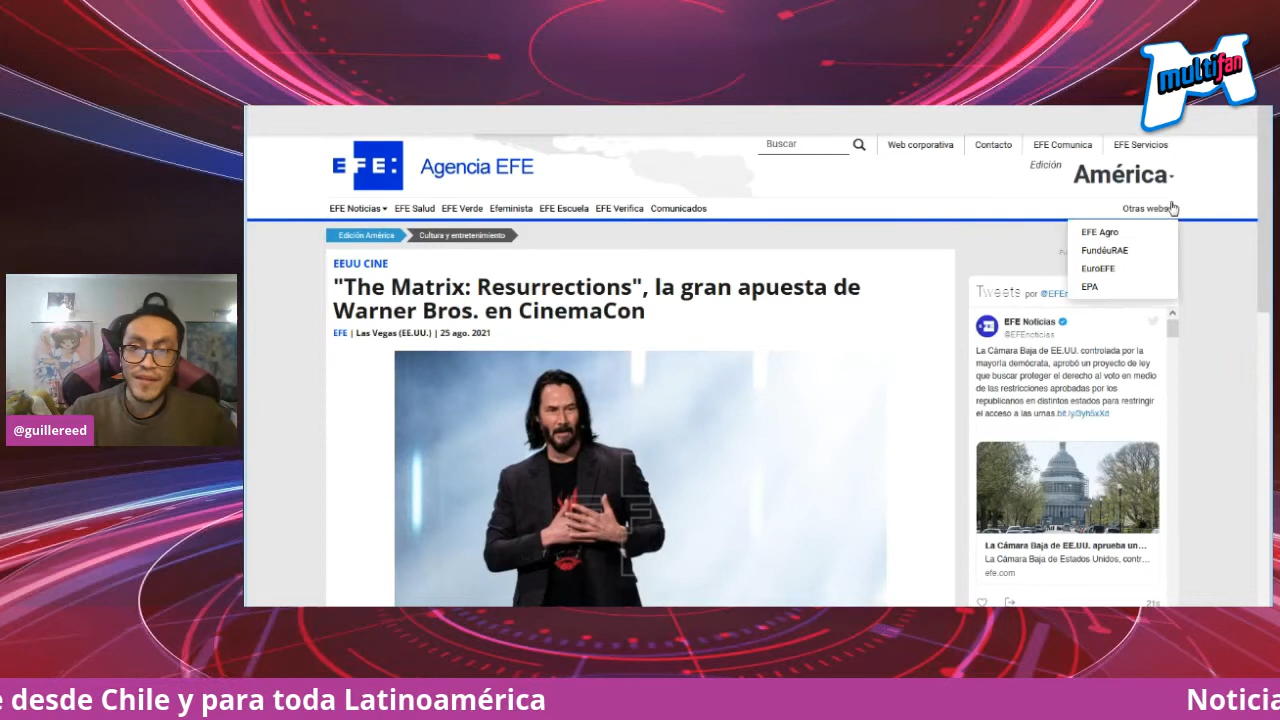 multifan
Buscar
Web corporativa
Contacto
EFE Comunica
EFE Servicios
EFE:
Agencia EFE
Edición
América
EFE Noticias
EFE Salud
EFE Verde
Efeminista
EFE Escuela
EFE Verifica
Comunicados
Otras webs
Edición América
Cultura y entretenimiento
EFE Agro
FundéuRAE
EuroEFE
EPA
EEUU CINE
"The Matrix: Resurrections", la gran apuesta de
Warner Bros. en CinemaCon
EFE | Las Vegas (EE.UU.) | 25 ago. 2021
EFE
Tweets por
EFE Noticias
@EFEnoticias
La Cámara Baja de EE.UU. controlada por la
mayoría demócrata, aprobó un proyecto de ley
que buscar proteger el derecho al voto en medio
de las restricciones aprobadas por los
republicanos en distintos estados para restringir
el acceso a las urnas.bit.ly/3yh5xXd
La Cámara Baja de EE.UU. aprueba un...
La Cámara Baja de Estados Unidos, contr...
efe.com
21s
@guillereed
e desde Chile y para toda Latinoamérica
Noticia